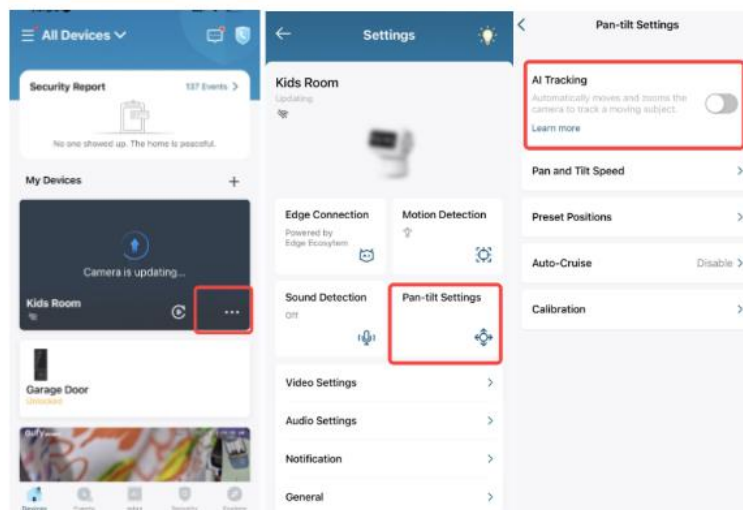 All Devices
Security Report
137 Events >
No one showed up. The home is peaceful.
My Devices
+
Camera is updating...
Kids Room
Garage Door
Unlocked
eufy
Devices
Events
Security
Explore
Settings
Kids Room
Updating
Edge Connection
Powered by
Edge Ecosytem
Motion Detection
Sound Detection
Off
Pan-tilt Settings
Video Settings >
Audio Settings >
Notification >
General >
Pan-tilt Settings
AI Tracking
Automatically moves and zooms the
camera to track a moving subject.
Learn more
Pan and Tilt Speed >
Preset Positions >
Auto-Cruise Disable >
Calibration >